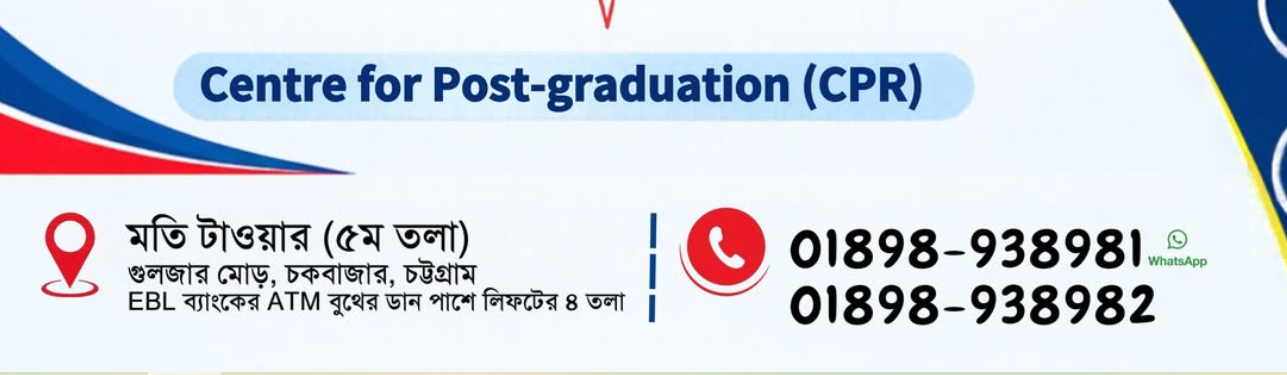 Centre for Post-graduation (CPR)
মতি টাওয়ার (৫ম তলা)
গুলজার মোড়, চকবাজার, চট্টগ্রাম
EBL ব্যাংকের ATM বুথের ডান পাশে লিফটের ৪ তলা
01898-938981 WhatsApp
01898-938982